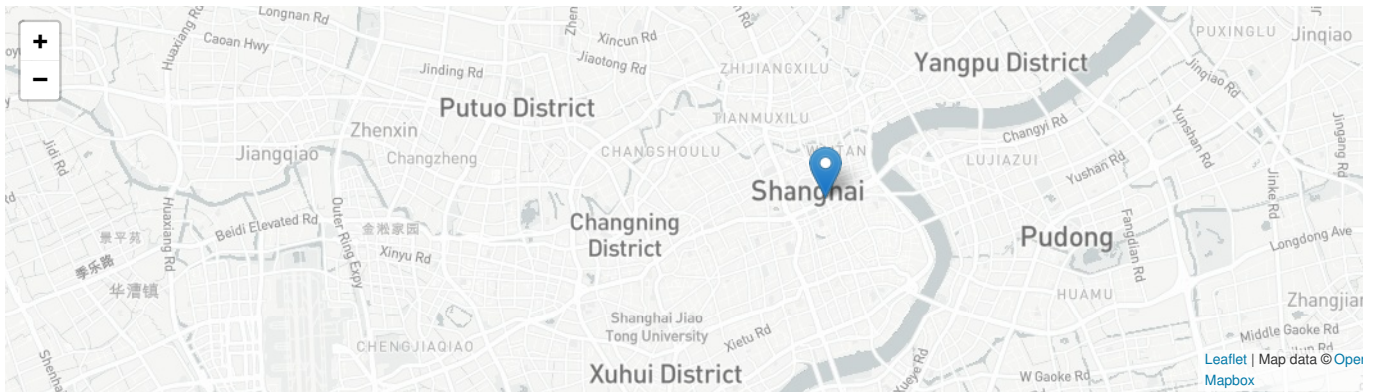 Longnan Rd
PUXINGLU
Jinqiao
+
Huaxiang Rd
Caoan Hwy
Xincun Rd
Jiaotong Rd
Yangpu District
Jinding Rd
ZHIJIANGXILU
Jinqiao Rd
−
Putuo District
TIANMUXILU
Zhenxin
Changyi Rd
Yunshan Rd
Jingang Rd
Jidi Rd
Jiangqiao
Changzheng
CHANGSHOULU
LUJIAZUI
Yushan Rd
Shanghai
Jinke Rd
Huaxiang Rd
Outer Ring Expy
Beidi Elevated Rd
金淞家园
Changning
District
Pudong
Fangdian Rd
Longdong Ave
景平苑
Xinyu Rd
季乐路
华漕镇
HUAMU
Shanghai Jiao
Tong University
Xietu Rd
Middle Gaoke Rd
CHENGJIAQIAO
Xuhui District
Xueye Rd
W Gaoke Rd
Leaflet | Map data ©
Mapbox